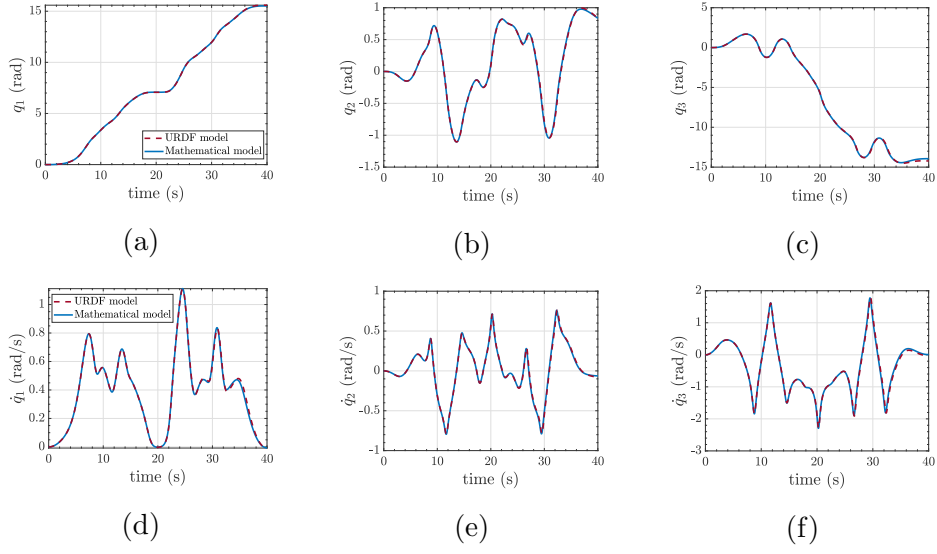 15
10
5
0
q₁ (rad)
URDF model
Mathematical model
0 10 20 30 40
time (s)
(a)
1
0.5
0
-0.5
-1
-1.5
q₂ (rad)
0 10 20 30 40
time (s)
(b)
5
0
-5
-10
-15
q₃ (rad)
0 10 20 30 40
time (s)
(c)
1
0.8
0.6
0.4
0.2
0
q̇₁ (rad/s)
URDF model
Mathematical model
0 10 20 30 40
time (s)
(d)
1
0.5
0
-0.5
-1
q̇₂ (rad/s)
0 10 20 30 40
time (s)
(e)
2
1
0
-1
-2
-3
q̇₃ (rad/s)
0 10 20 30 40
time (s)
(f)